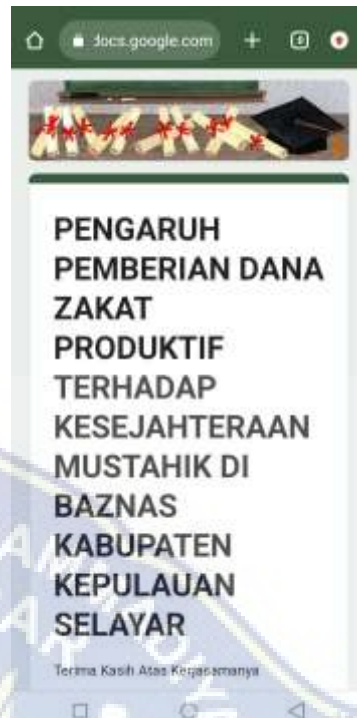 docs.google.com
PENGARUH
PEMBERIAN DANA
ZAKAT
PRODUKTIF
TERHADAP
KESEJAHTERAAN
MUSTAHIK DI
BAZNAS
KABUPATEN
KEPULAUAN
SELAYAR
Terima Kasih Atas Kerjasamanya